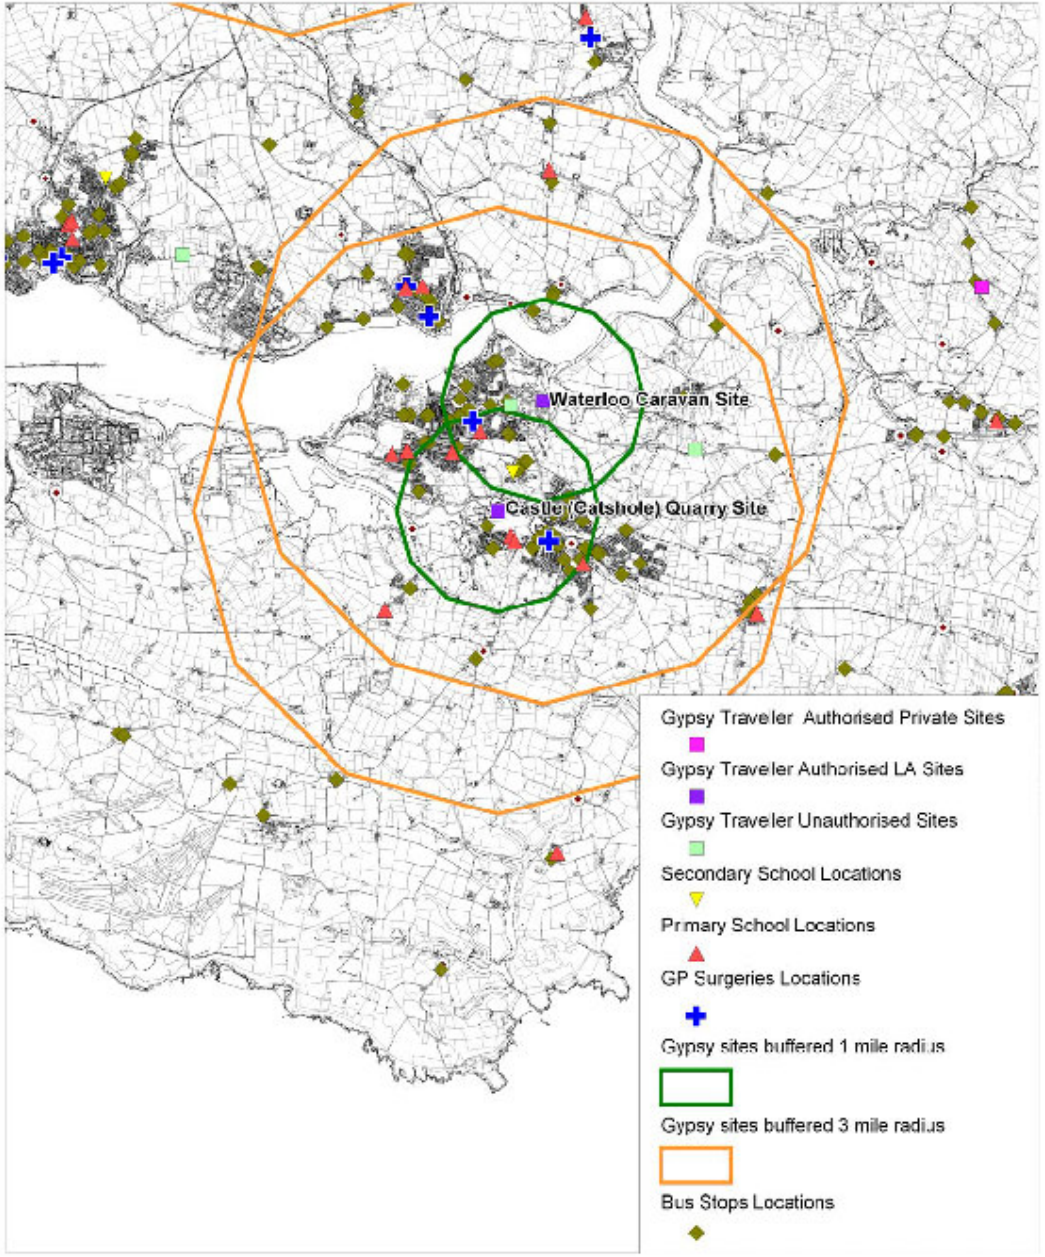 Waterloo Caravan Site
Castle (Catshole) Quarry Site
Gypsy Traveler Authorised Private Sites
Gypsy Traveler Authorised LA Sites
Gypsy Traveler Unauthorised Sites
Secondary School Locations
Primary School Locations
GP Surgeries Locations
Gypsy sites buffered 1 mile radius
Gypsy sites buffered 3 mile radius
Bus Stops Locations